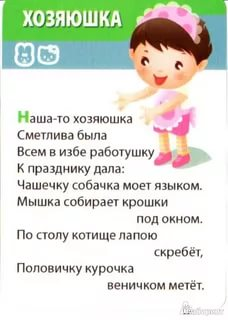 ХОЗЯЮШКА
Наша-то хозяюшка
Сметлива была
Всем в избе работушку
К празднику дала:
Чашечку собачка моет языком.
Мышка собирает крошки
под окном.
По столу котище лапою
скребёт,
Половичку курочка
веничком метёт.